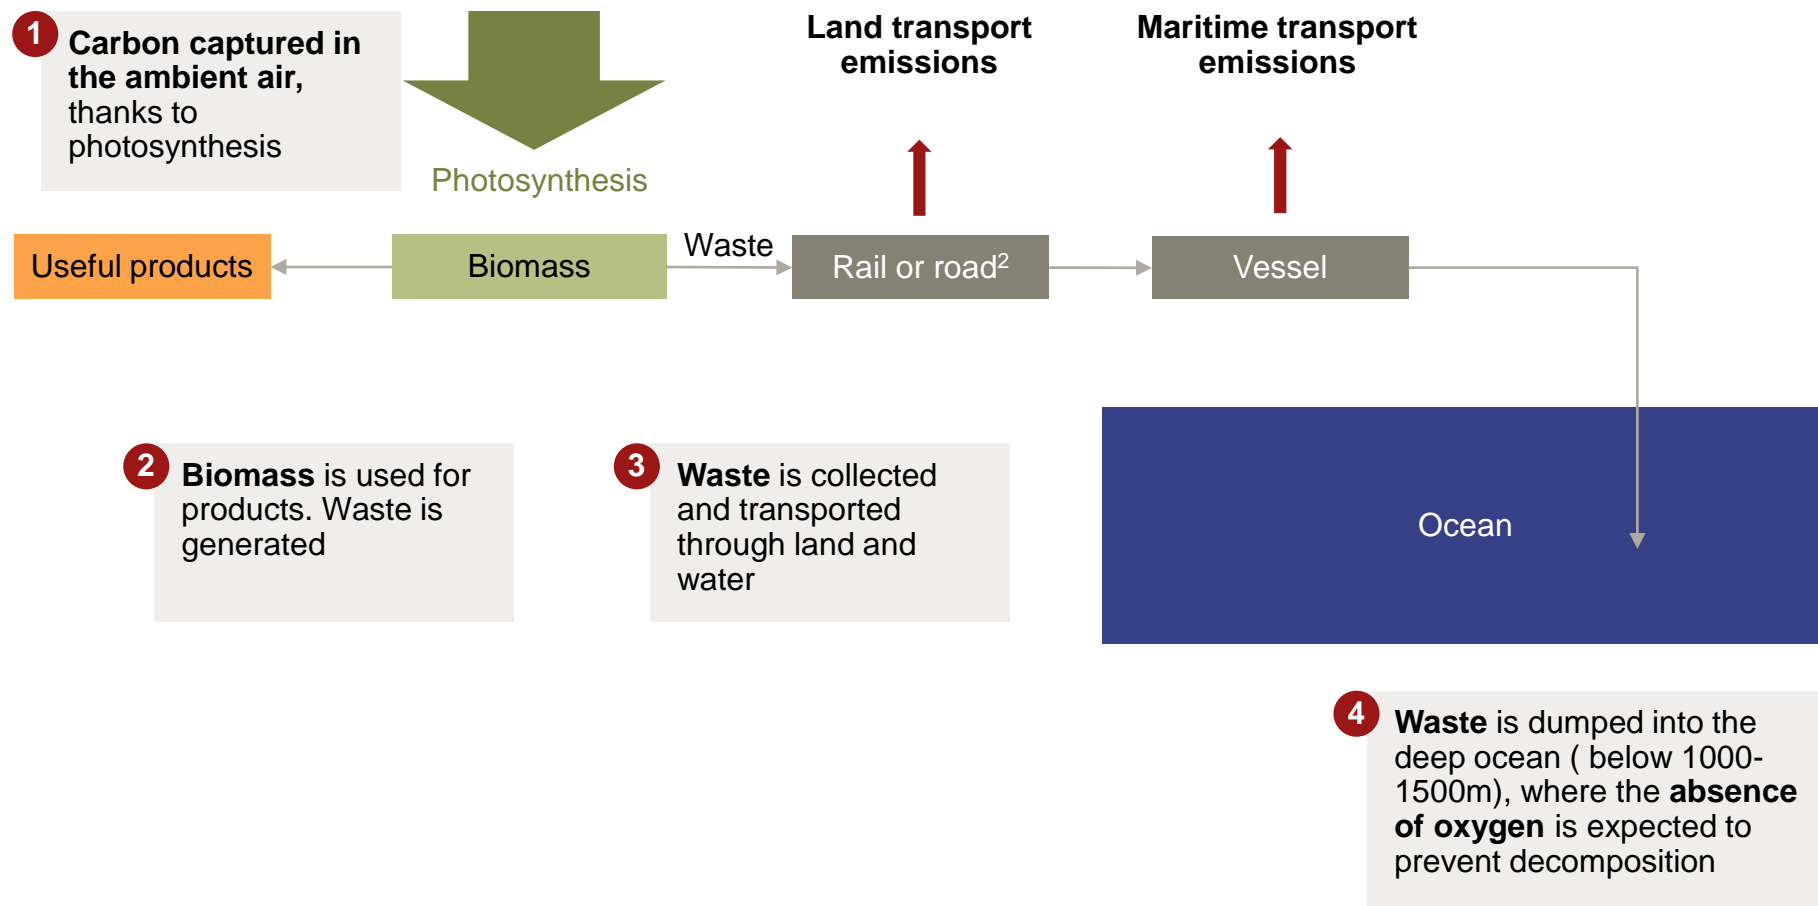 1
Carbon captured in
the ambient air,
thanks to
photosynthesis
Photosynthesis
Land transport
emissions
Maritime transport
emissions
Useful products
Biomass
Waste
Rail or road²
Vessel
2
Biomass is used for
products. Waste is
generated
3
Waste is collected
and transported
through land and
water
Ocean
4
Waste is dumped into the
deep ocean ( below 1000-
1500m), where the absence
of oxygen is expected to
prevent decomposition